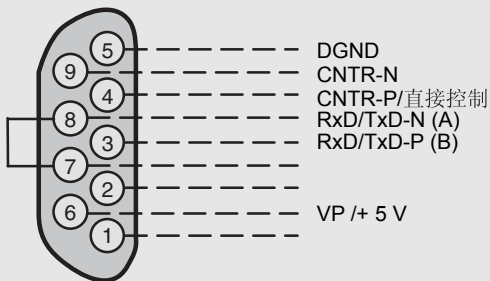 5 DGND
9 CNTR-N
4 CNTR-P/直接控制
8 RxD/TxD-N (A)
3 RxD/TxD-P (B)
7
2
6 VP /+ 5 V
1